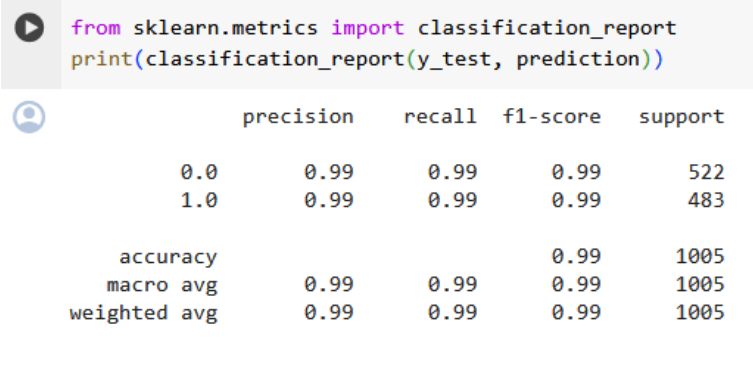 from sklearn.metrics import classification_report
print(classification_report(y_test, prediction))
precision recall f1-score support
0.0 0.99 0.99 0.99 522
1.0 0.99 0.99 0.99 483
accuracy 0.99 1005
macro avg 0.99 0.99 0.99 1005
weighted avg 0.99 0.99 0.99 1005